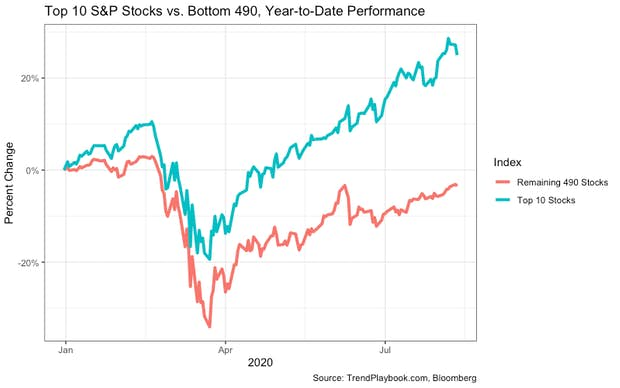 Top 10 S&P Stocks vs. Bottom 490, Year-to-Date Performance
20%
0%
-20%
Percent Change
Jan
Apr
Jul
2020
Index
Remaining 490 Stocks
Top 10 Stocks
Source: TrendPlaybook.com, Bloomberg